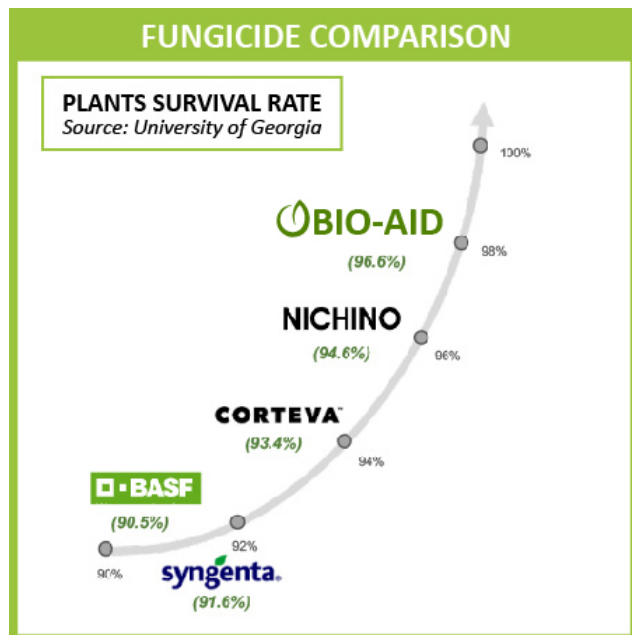 FUNGICIDE COMPARISON
PLANTS SURVIVAL RATE
Source: University of Georgia
100%
BIO-AID
(96.6%)
98%
NICHINO
(94.6%)
96%
CORTEVA™
(93.4%)
94%
BASF
(90.5%)
92%
90%
syngenta.
(91.6%)